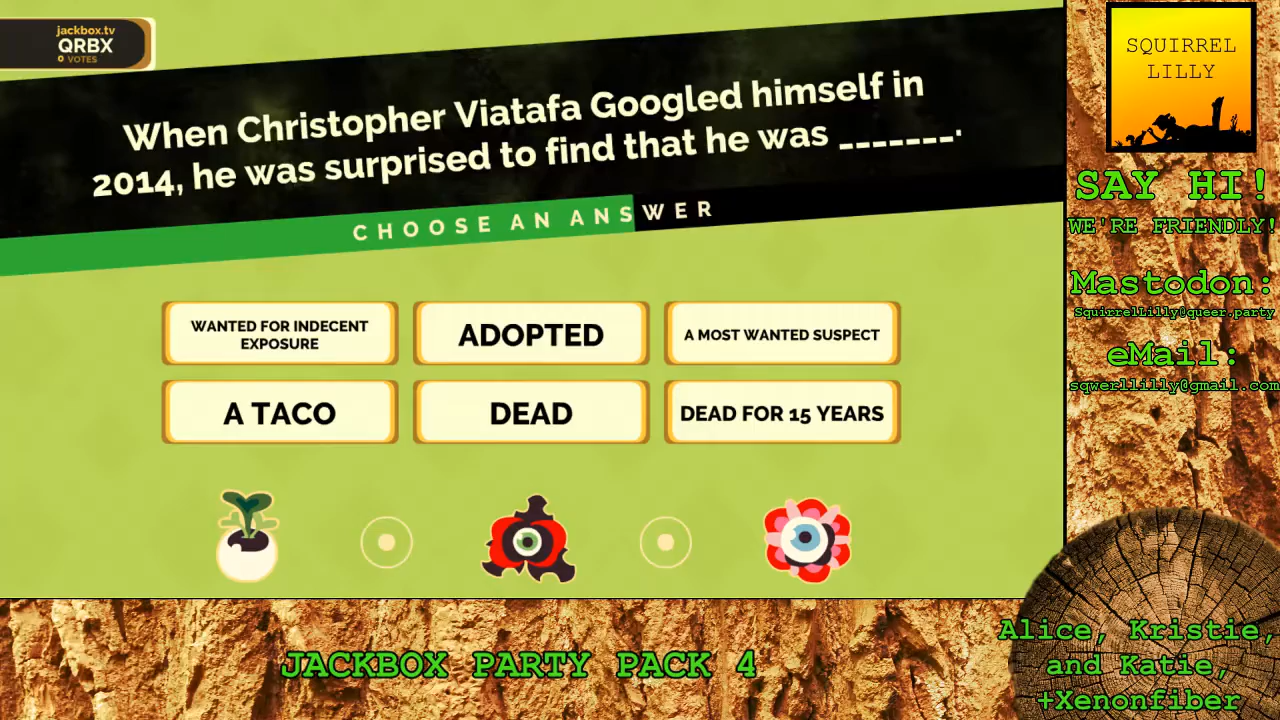 jackbox.tv
QRBX
0 VOTES
When Christopher Viatafa Googled himself in
2014, he was surprised to find that he was _______.
CHOOSE AN ANSWER
WANTED FOR INDECENT
EXPOSURE
ADOPTED
A MOST WANTED SUSPECT
A TACO
DEAD
DEAD FOR 15 YEARS
SQUIRREL
LILLY
SAY HI!
WE'RE FRIENDLY!
Mastodon:
SquirrelLilly@queer.party
eMail:
sqwerllilly@gmail.com
JACKBOX PARTY PACK 4
Alice, Kristie,
and Katie,
+Xenonfiber